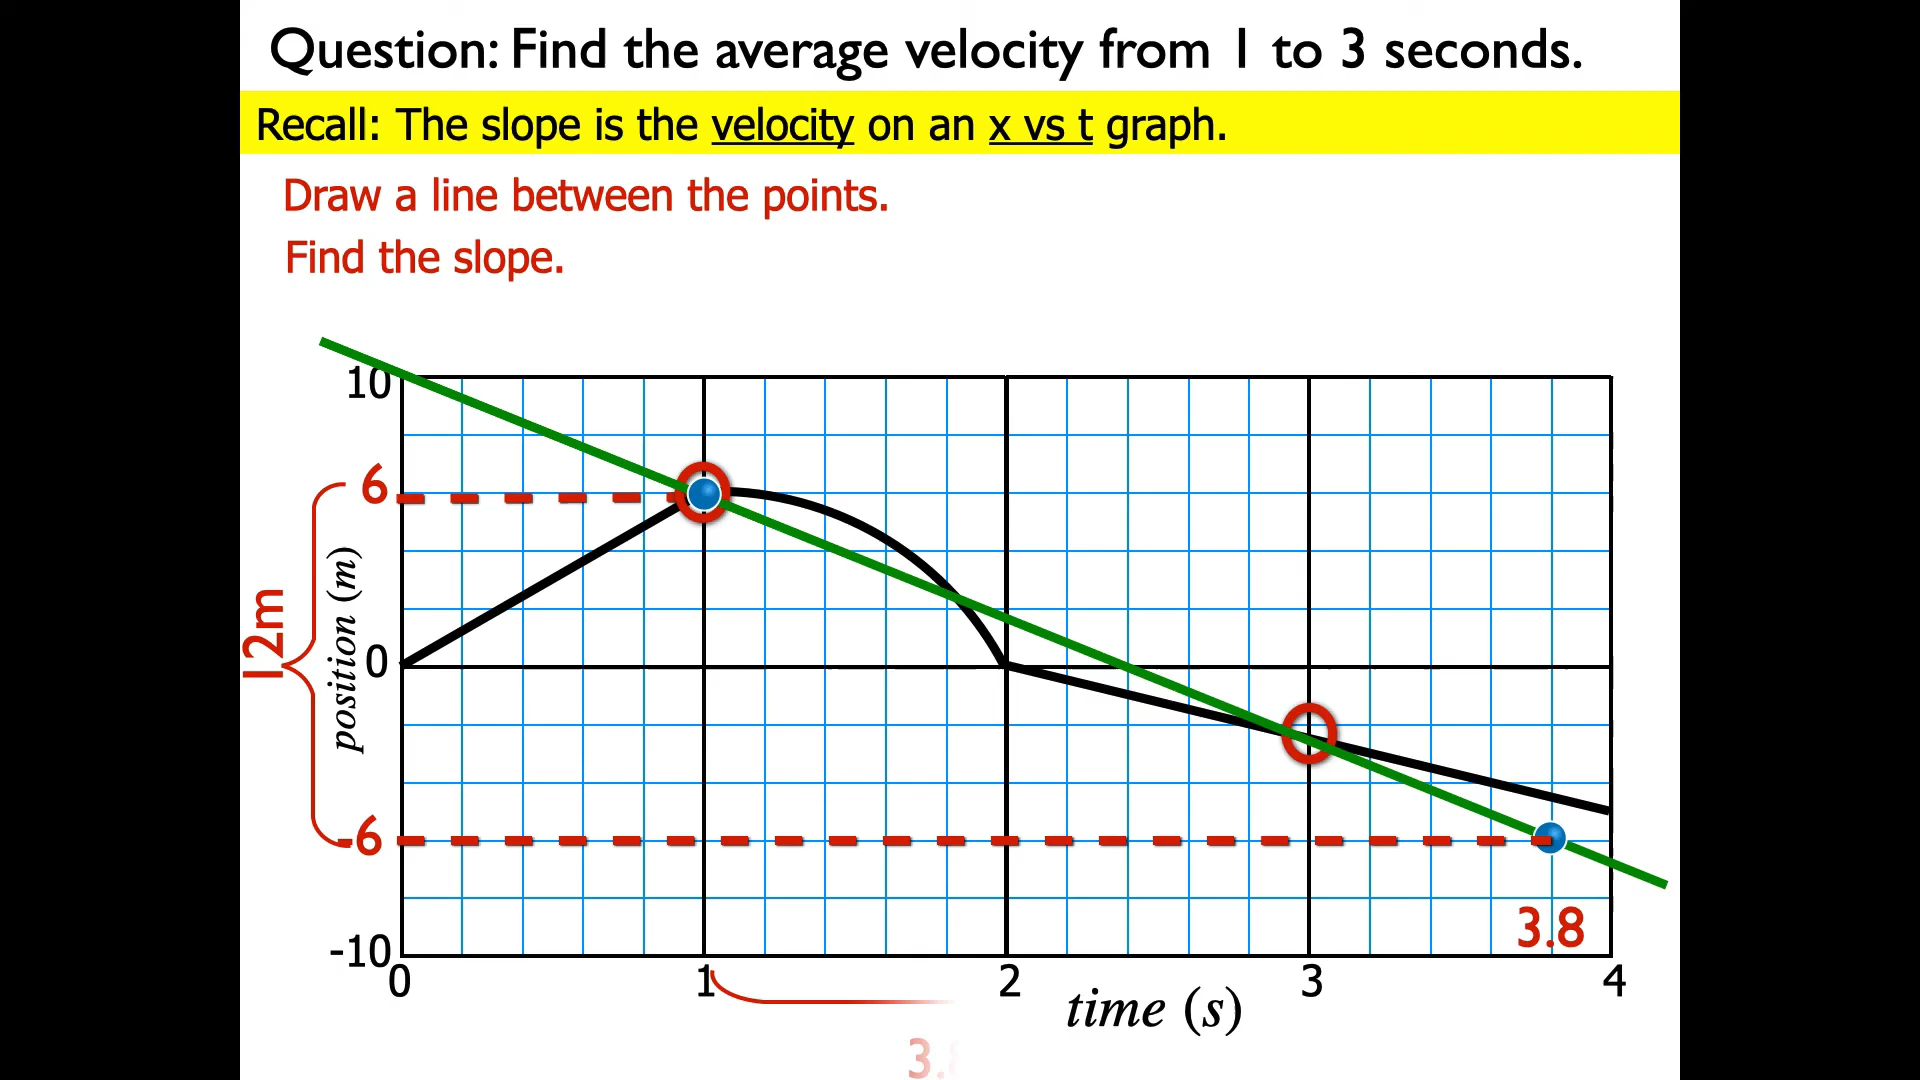 Question: Find the average velocity from 1 to 3 seconds.
Recall: The slope is the velocity on an x vs t graph.
Draw a line between the points.
Find the slope.
10
6
12m
position (m)
0
-6
3.8
-10
0 1 2 3 4
time (s)